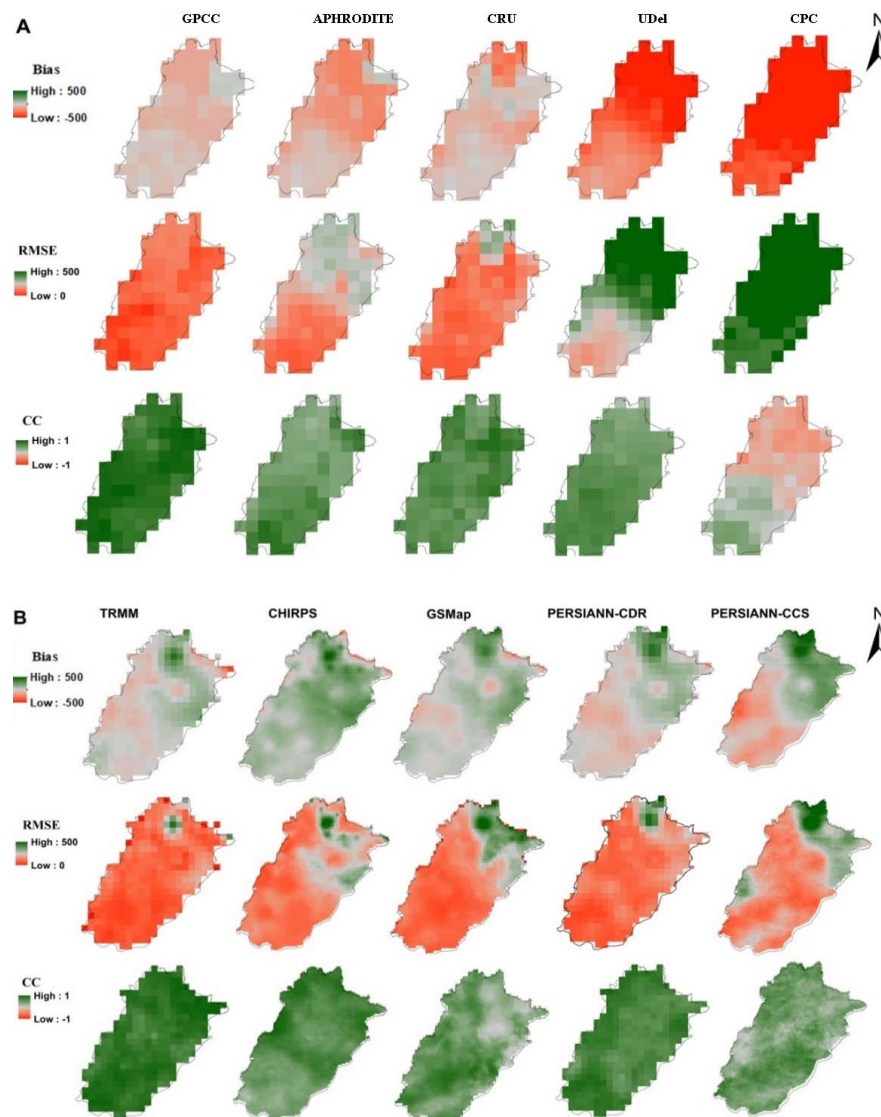 A
GPCC APHRODITE CRU UDel CPC
N
Bias
High : 500
Low : -500
RMSE
High : 500
Low : 0
CC
High : 1
Low : -1
B
TRMM CHIRPS GSMap PERSIANN-CDR PERSIANN-CCS
N
Bias
High : 500
Low : -500
RMSE
High : 500
Low : 0
CC
High : 1
Low : -1